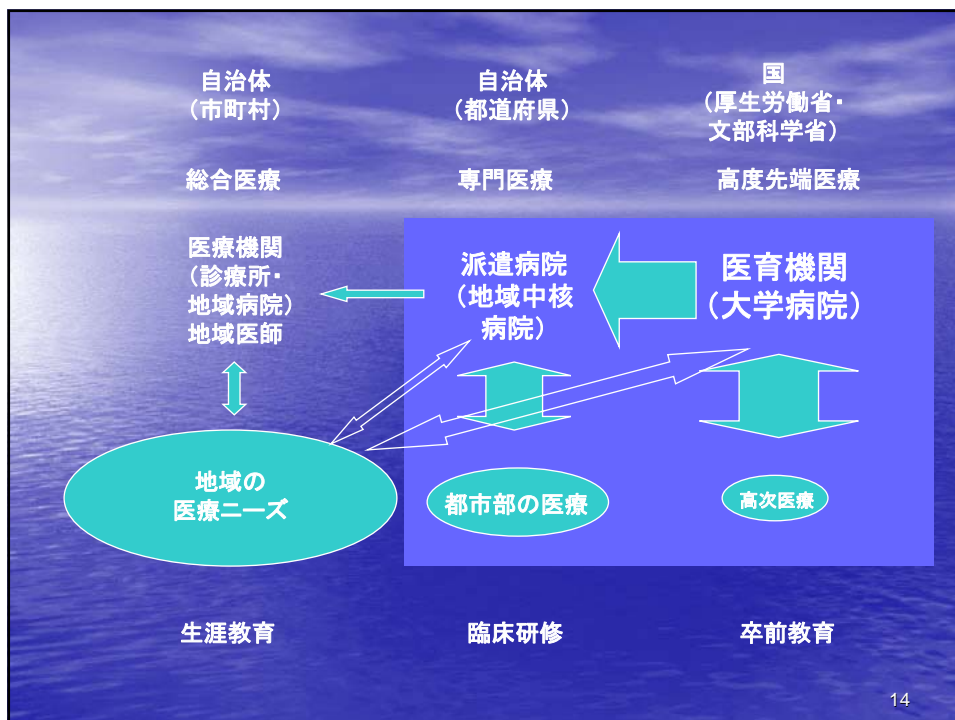 自治体
（市町村）
自治体
（都道府県）
国
（厚生労働省・
文部科学省）
総合医療
専門医療
高度先端医療
医療機関
（診療所・
地域病院）
地域医師
派遣病院
（地域中核
病院）
医育機関
（大学病院）
地域の
医療ニーズ
都市部の医療
高次医療
生涯教育
臨床研修
卒前教育
14